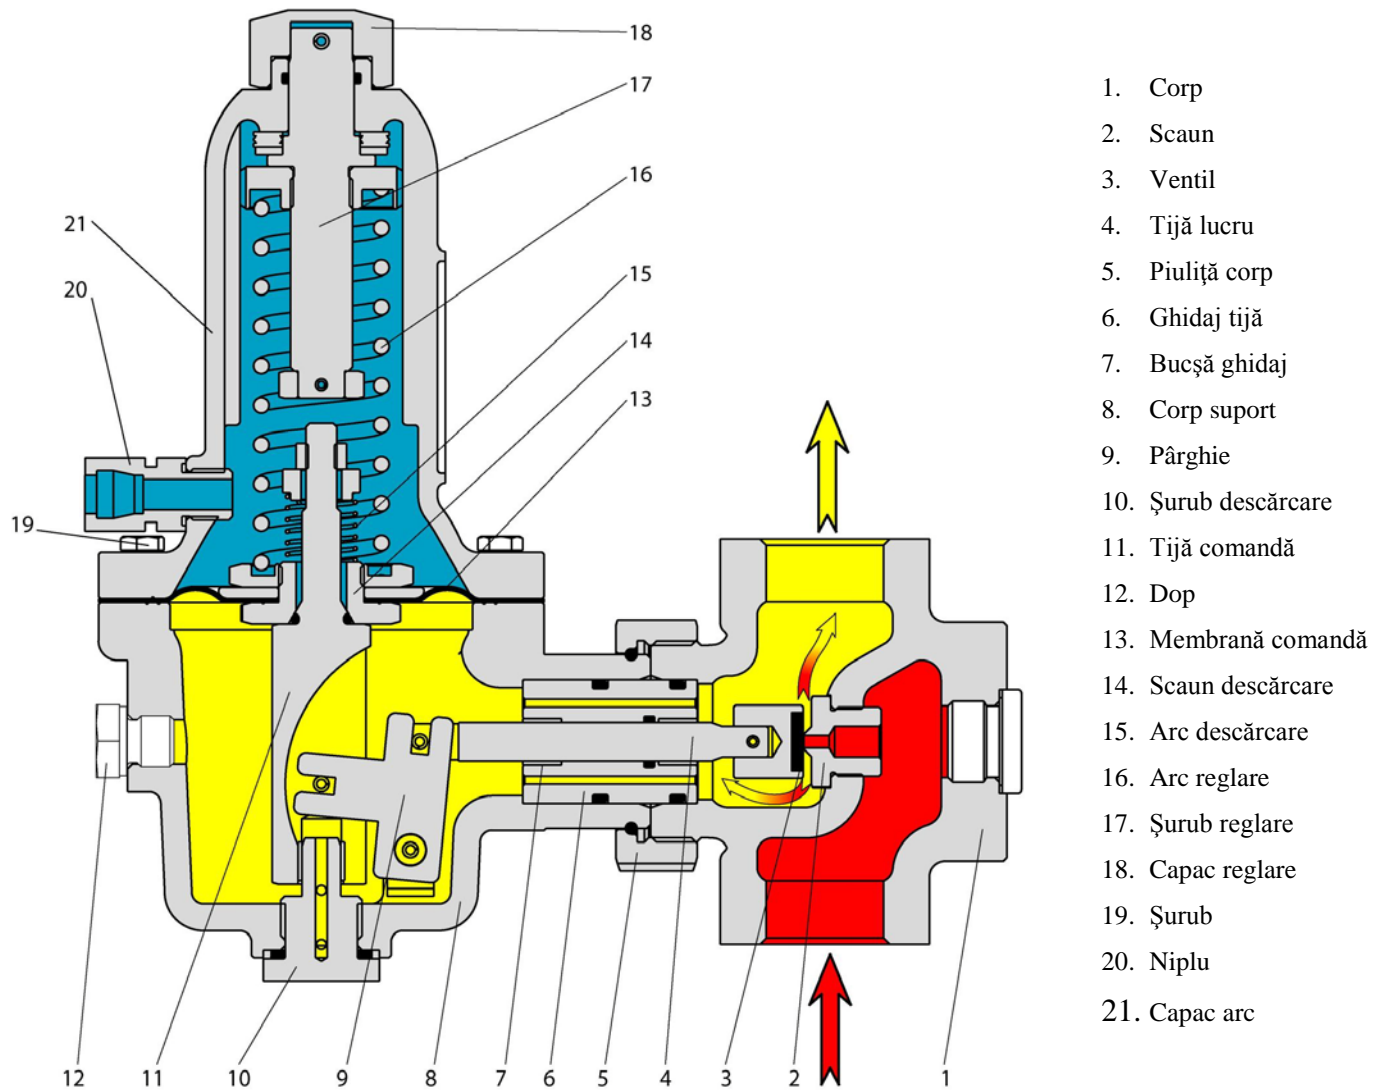 18
17
16
15
14
13
21
20
19
12
11
10
9
8
7
6
5
4
3
2
1
1. Corp
2. Scaun
3. Ventil
4. Tijă lucru
5. Piuliţă corp
6. Ghidaj tijă
7. Bucşă ghidaj
8. Corp suport
9. Pârghie
10. Şurub descărcare
11. Tijă comandă
12. Dop
13. Membrană comandă
14. Scaun descărcare
15. Arc descărcare
16. Arc reglare
17. Şurub reglare
18. Capac reglare
19. Şurub
20. Niplu
21. Capac arc